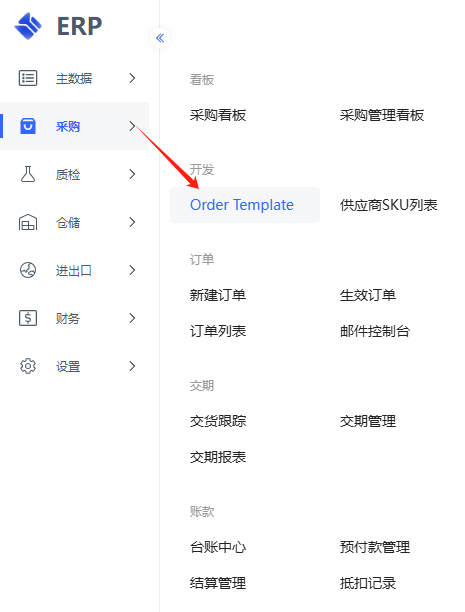 ERP
主数据
采购
质检
仓储
进出口
财务
设置
看板
采购看板 采购管理看板
开发
Order Template 供应商SKU列表
订单
新建订单 生效订单
订单列表 邮件控制台
交期
交货跟踪 交期管理
交期报表
账款
台账中心 预付款管理
结算管理 抵扣记录